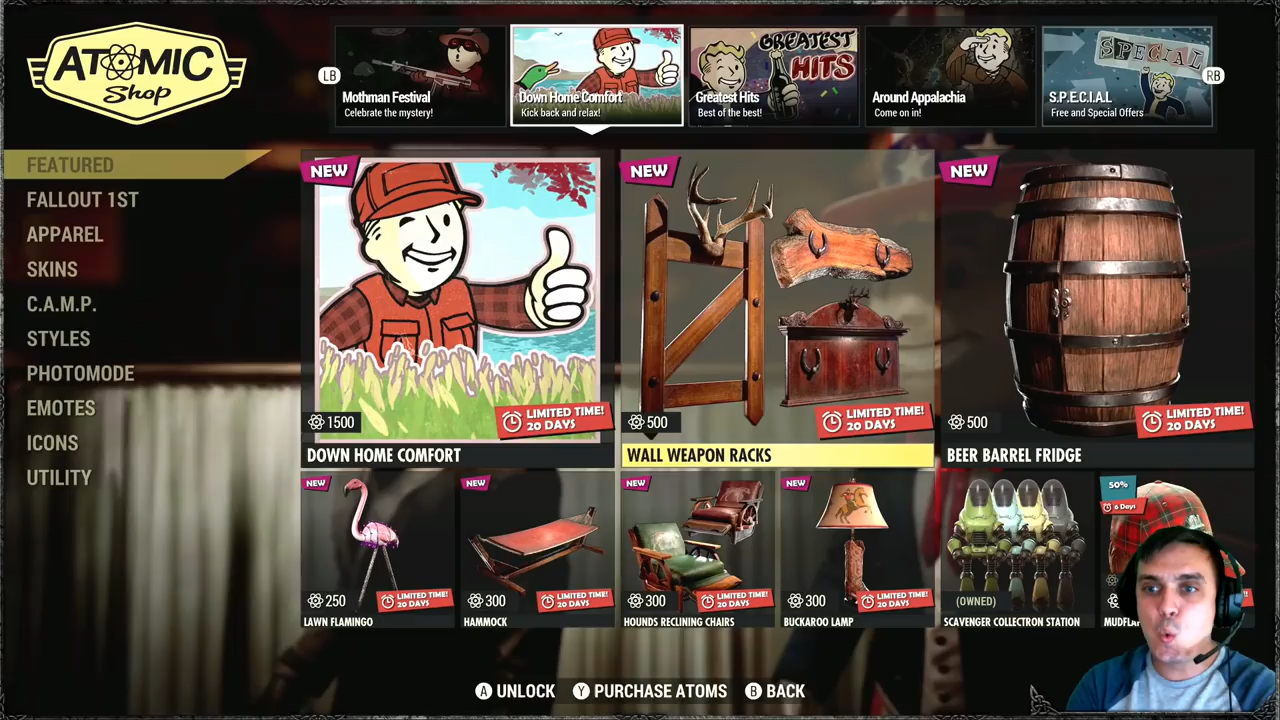 ATOMIC
Shop
LB
Mothman Festival
Celebrate the mystery!
Down Home Comfort
Kick back and relax!
GREATEST
HITS
Greatest Hits
Best of the best!
Around Appalachia
Come on in!
SPECIAL
S.P.E.C.I.A.L
Free and Special Offers
RB
FEATURED
FALLOUT 1ST
APPAREL
SKINS
C.A.M.P.
STYLES
PHOTOMODE
EMOTES
ICONS
UTILITY
NEW
1500
LIMITED TIME!
20 DAYS
DOWN HOME COMFORT
NEW
500
LIMITED TIME!
20 DAYS
WALL WEAPON RACKS
NEW
500
LIMITED TIME!
20 DAYS
BEER BARREL FRIDGE
NEW
250
LIMITED TIME!
20 DAYS
LAWN FLAMINGO
NEW
300
LIMITED TIME!
20 DAYS
HAMMOCK
NEW
300
LIMITED TIME!
20 DAYS
HOUNDS RECLINING CHAIRS
NEW
300
LIMITED TIME!
20 DAYS
BUCKAROO LAMP
(OWNED)
SCAVENGER COLLECTRON STATION
50%
6 Days
A UNLOCK
Y PURCHASE ATOMS
B BACK